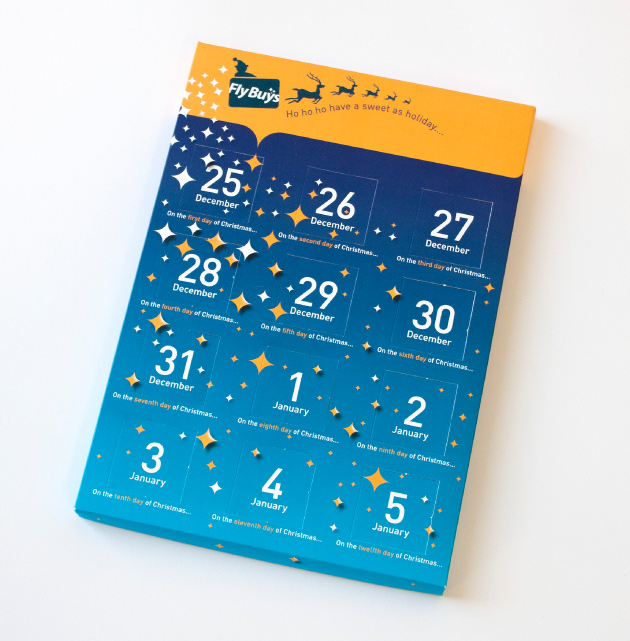 FlyBuys
Ho ho ho have a sweet as holiday....
25
December
On the first day of Christmas...
26
December
On the second day of Christmas...
27
December
On the third day of Christmas...
28
December
On the fourth day of Christmas...
29
December
On the fifth day of Christmas...
30
December
On the sixth day of Christmas...
31
December
On the seventh day of Christmas...
1
January
On the eighth day of Christmas...
2
January
On the ninth day of Christmas...
3
January
On the tenth day of Christmas...
4
January
On the eleventh day of Christmas...
5
January
On the twelfth day of Christmas...